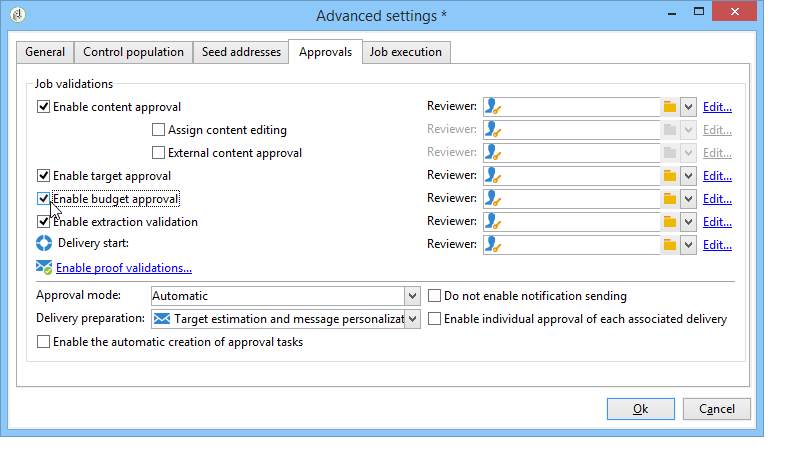 Advanced settings *
General Control population Seed addresses Approvals Job execution
Job validations
Enable content approval Reviewer: Edit...
Assign content editing Reviewer: Edit...
External content approval Reviewer: Edit...
Enable target approval Reviewer: Edit...
Enable budget approval Reviewer: Edit...
Enable extraction validation Reviewer: Edit...
Delivery start: Reviewer: Edit...
Enable proof validations...
Approval mode: Automatic Do not enable notification sending
Delivery preparation: Target estimation and message personalizat Enable individual approval of each associated delivery
Enable the automatic creation of approval tasks
Ok Cancel